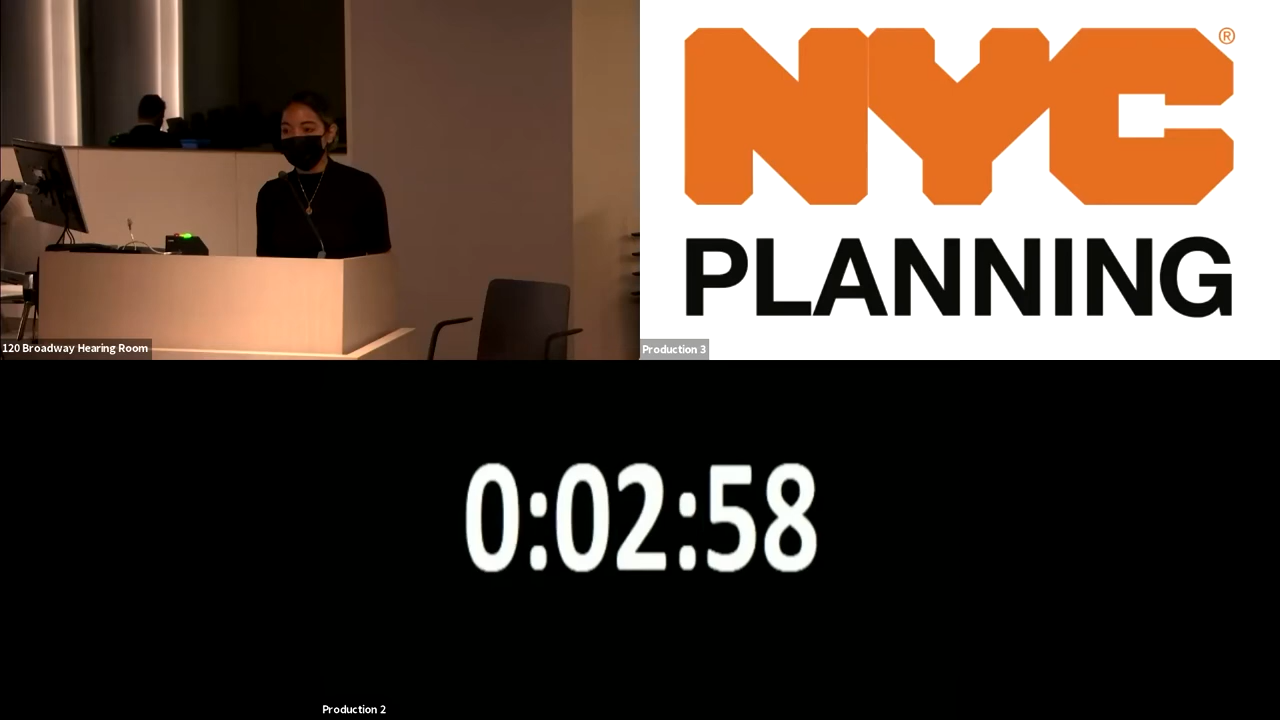 120 Broadway Hearing Room
NYC®
PLANNING
Production 3
0:02:58
Production 2